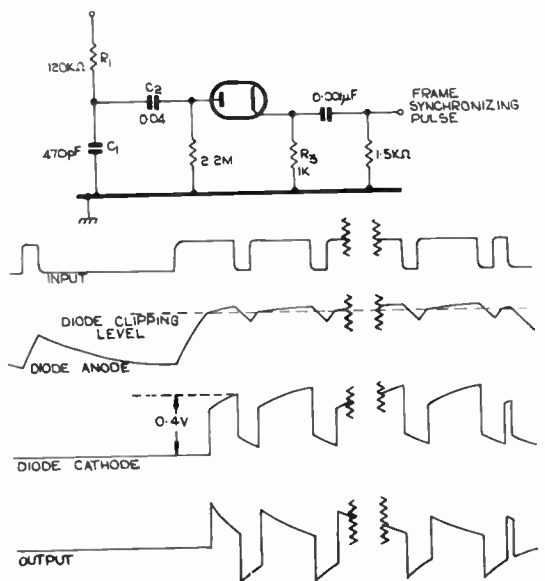 R1
120KΩ
C2
0.04
0.001μF
FRAME
SYNCHRONIZING
PULSE
470pF
C1
2.2M
R3
1K
1.5KΩ
INPUT
DIODE CLIPPING
LEVEL
DIODE ANODE
0.4V
DIODE CATHODE
OUTPUT